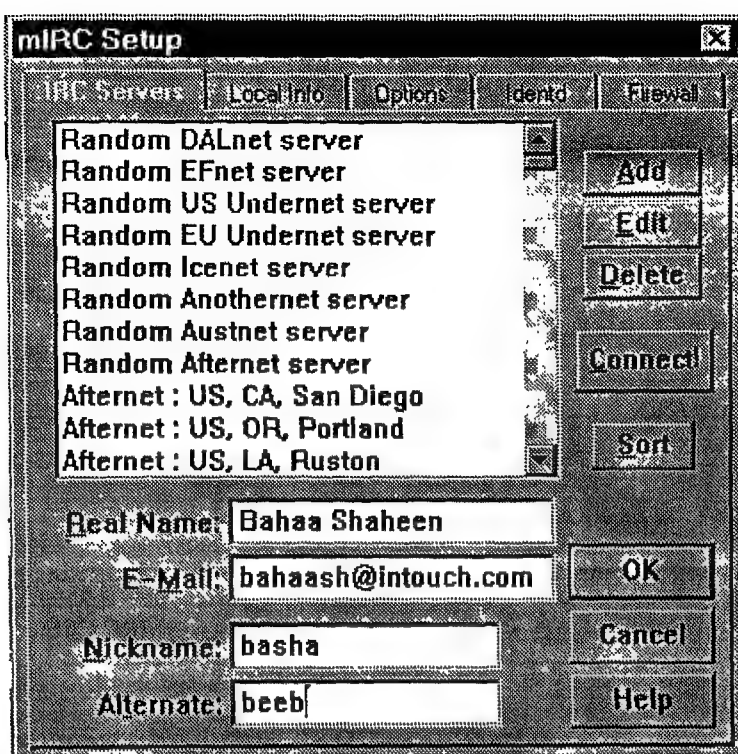 mIRC Setup
IRC Servers Local Info Options Identd Firewall
Random DALnet server
Random EFnet server
Random US Undernet server
Random EU Undernet server
Random Icenet server
Random Anothernet server
Random Austnet server
Random Afternet server
Afternet : US, CA, San Diego
Afternet : US, OR, Portland
Afternet : US, LA, Ruston
Add
Edit
Delete
Connect!
Sort
Real Name: Bahaa Shaheen
E-Mail: bahaash@intouch.com
Nickname: basha
Alternate: beeb
OK
Cancel
Help